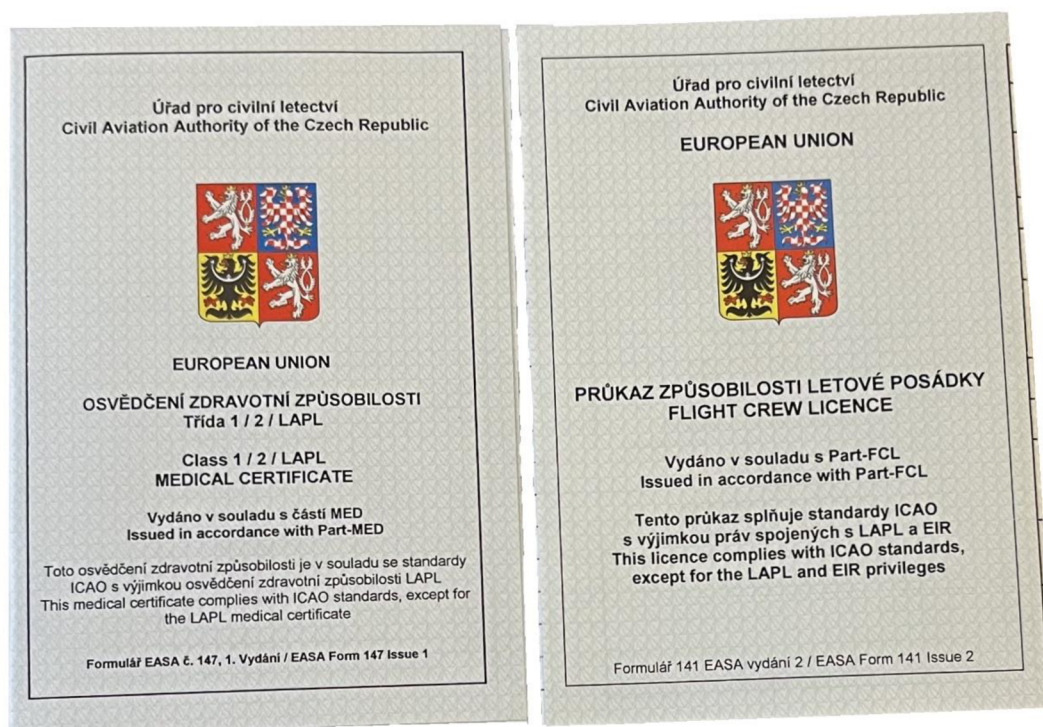 Úřad pro civilní letectví
Civil Aviation Authority of the Czech Republic
EUROPEAN UNION
OSVĚDČENÍ ZDRAVOTNÍ ZPŮSOBILOSTI
Třída 1 / 2 / LAPL
Class 1 / 2 / LAPL
MEDICAL CERTIFICATE
Vydáno v souladu s částí MED
Issued in accordance with Part-MED
Toto osvědčení zdravotní způsobilosti je v souladu se standardy
ICAO s výjimkou osvědčení zdravotní způsobilosti LAPL
This medical certificate complies with ICAO standards, except for
the LAPL medical certificate
Formulář EASA č. 147, 1. Vydání / EASA Form 147 Issue 1
Úřad pro civilní letectví
Civil Aviation Authority of the Czech Republic
EUROPEAN UNION
PRŮKAZ ZPŮSOBILOSTI LETOVÉ POSÁDKY
FLIGHT CREW LICENCE
Vydáno v souladu s Part-FCL
Issued in accordance with Part-FCL
Tento průkaz splňuje standardy ICAO
s výjimkou práv spojených s LAPL a EIR
This licence complies with ICAO standards,
except for the LAPL and EIR privileges
Formulář 141 EASA vydání 2 / EASA Form 141 Issue 2